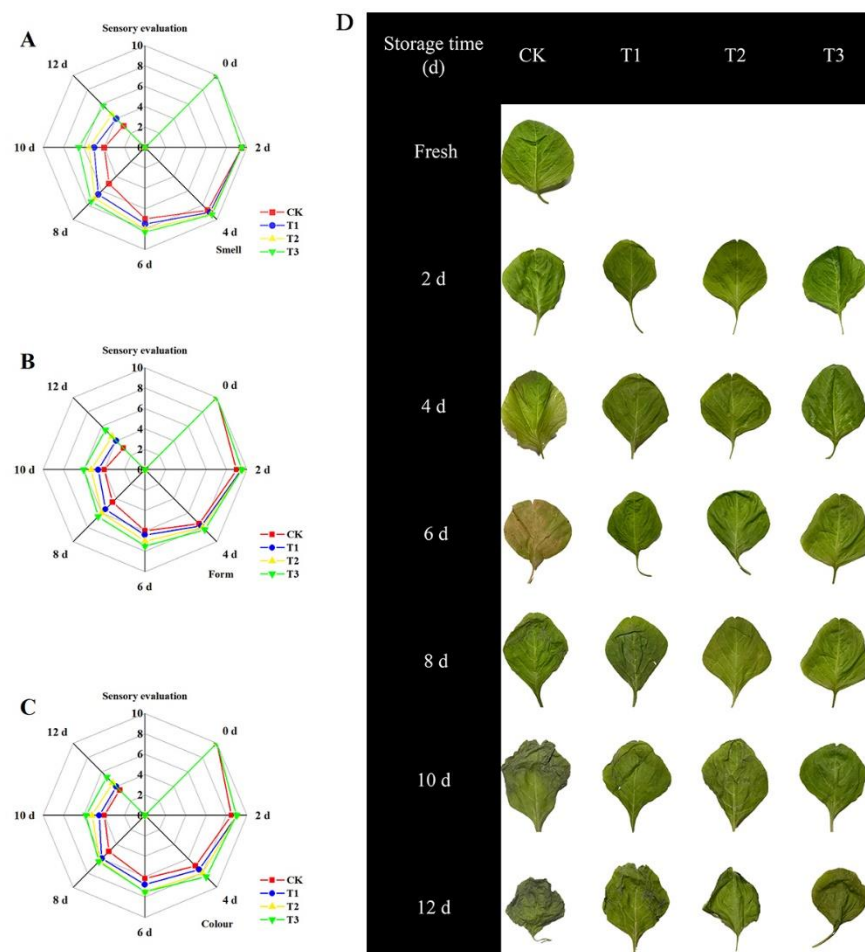 A
Sensory evaluation
10
8
6
4
2
0
0 d
2 d
4 d
6 d
8 d
10 d
12 d
Smell
CK
T1
T2
T3
B
Sensory evaluation
10
8
6
4
2
0
0 d
2 d
4 d
6 d
8 d
10 d
12 d
Form
CK
T1
T2
T3
C
Sensory evaluation
10
8
6
4
2
0
0 d
2 d
4 d
6 d
8 d
10 d
12 d
Colour
CK
T1
T2
T3
D
Storage time
(d)
CK
T1
T2
T3
Fresh
2 d
4 d
6 d
8 d
10 d
12 d